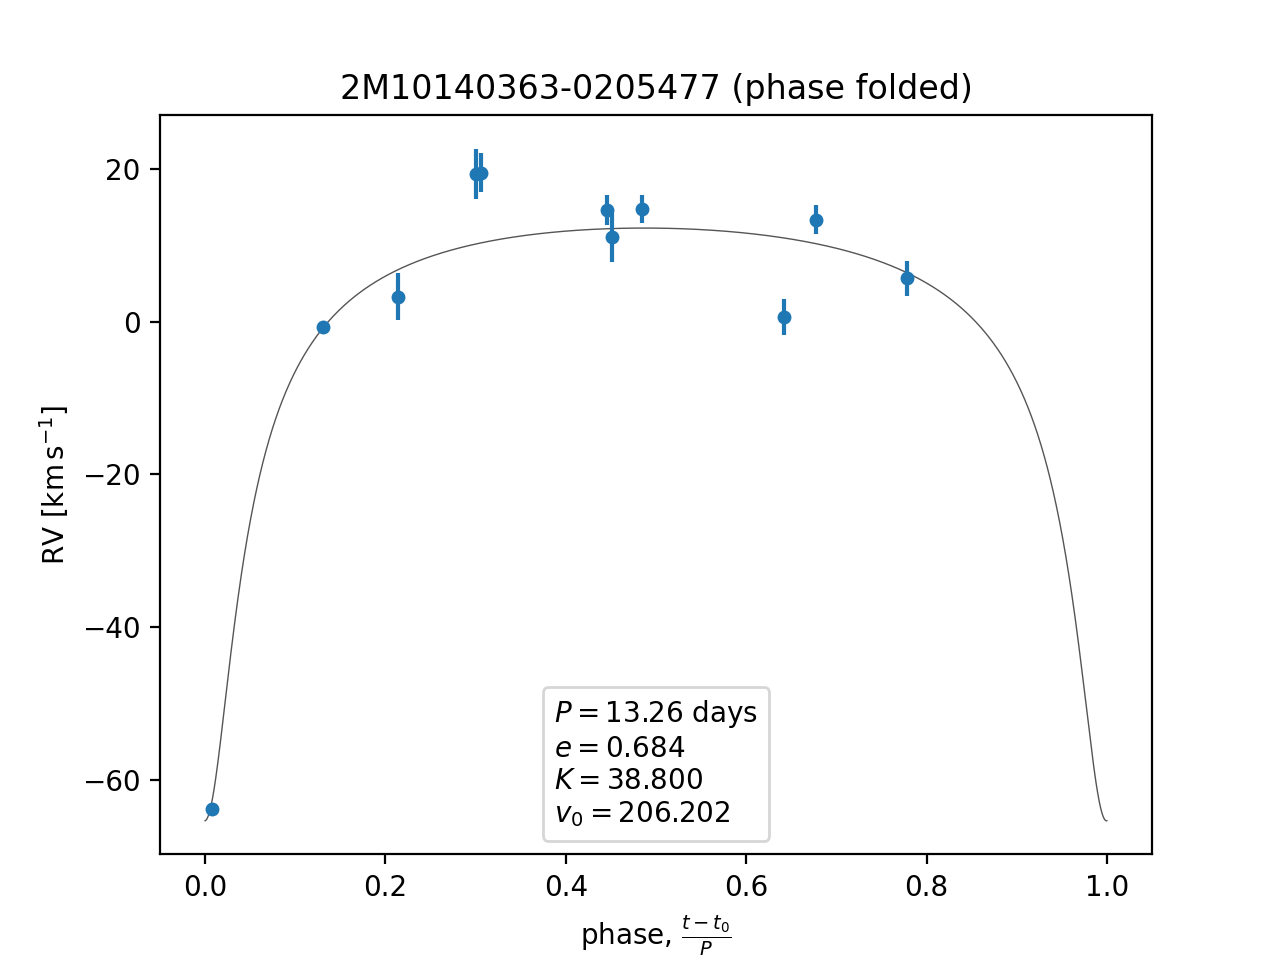 2M10140363-0205477 (phase folded)
20
0
−20
−40
−60
RV [km s⁻¹]
P = 13.26 days
e = 0.684
K = 38.800
v₀ = 206.202
0.0 0.2 0.4 0.6 0.8 1.0
phase, (t − t₀)/P